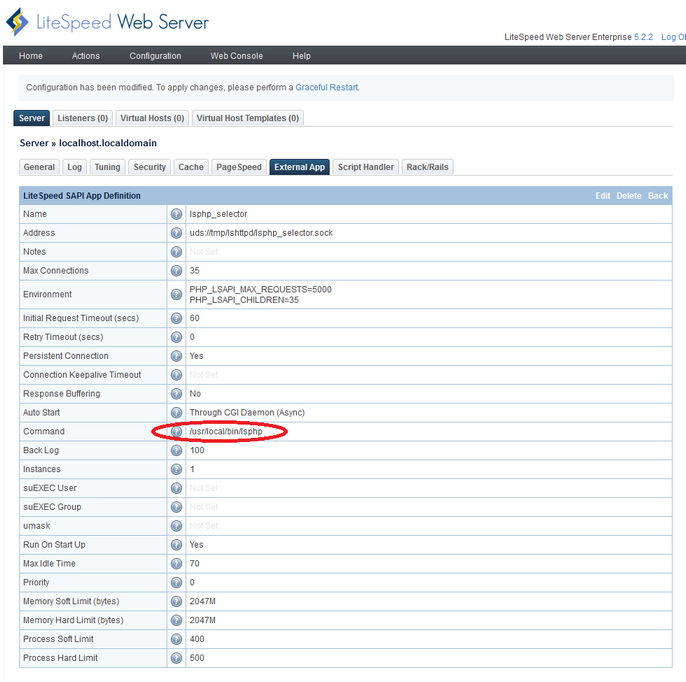 LiteSpeed Web Server
LiteSpeed Web Server Enterprise 5.2.2 Log Of
Home Actions Configuration Web Console Help
Configuration has been modified. To apply changes, please perform a Graceful Restart.
Server Listeners (0) Virtual Hosts (0) Virtual Host Templates (0)
Server » localhost.localdomain
General Log Tuning Security Cache PageSpeed External App Script Handler Rack/Rails
LiteSpeed SAPI App Definition Edit Delete Back
Name lsphp_selector
Address uds://tmp/lshttpd/lsphp_selector.sock
Notes Not Set
Max Connections 35
Environment PHP_LSAPI_MAX_REQUESTS=5000
PHP_LSAPI_CHILDREN=35
Initial Request Timeout (secs) 60
Retry Timeout (secs) 0
Persistent Connection Yes
Connection Keepalive Timeout Not Set
Response Buffering No
Auto Start Through CGI Daemon (Async)
Command /usr/local/bin/lsphp
Back Log 100
Instances 1
suEXEC User Not Set
suEXEC Group Not Set
umask Not Set
Run On Start Up Yes
Max Idle Time 70
Priority 0
Memory Soft Limit (bytes) 2047M
Memory Hard Limit (bytes) 2047M
Process Soft Limit 400
Process Hard Limit 500